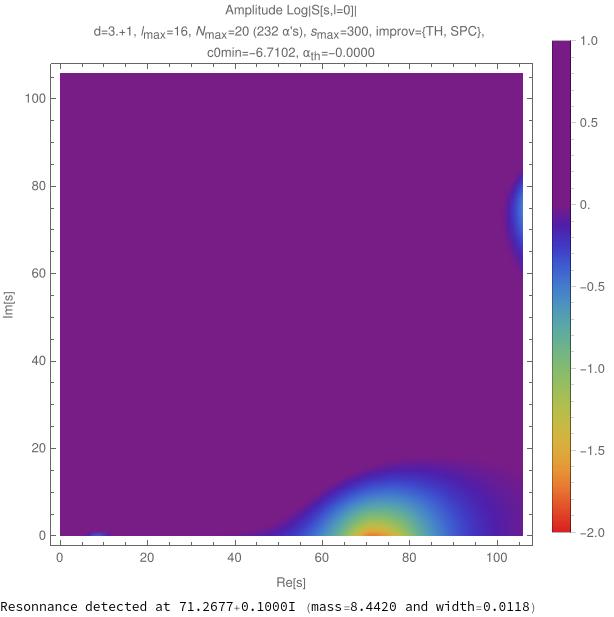 Amplitude Log|S[s,l=0]|
d=3.+1, lmax=16, Nmax=20 (232 α's), smax=300, improv={TH, SPC},
c0min=−6.7102, αth=−0.0000
1.0
0.5
0.
−0.5
−1.0
−1.5
−2.0
100
80
60
40
20
0
Im[s]
0 20 40 60 80 100
Re[s]
Resonnance detected at 71.2677+0.1000I (mass=8.4420 and width=0.0118)